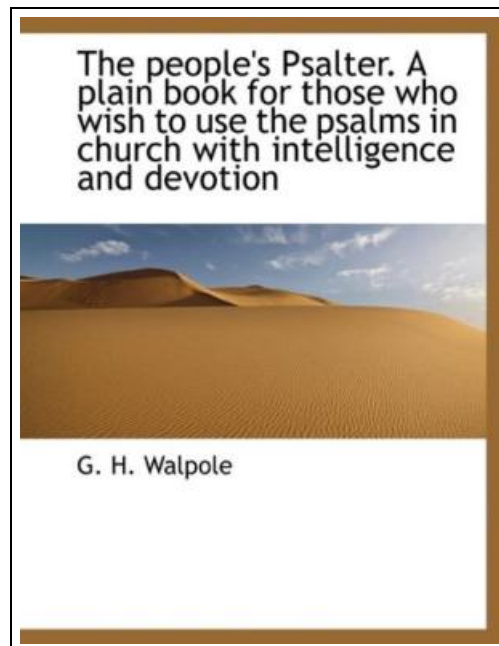 The people's Psalter. A
plain book for those who
wish to use the psalms in
church with intelligence
and devotion
G. H. Walpole